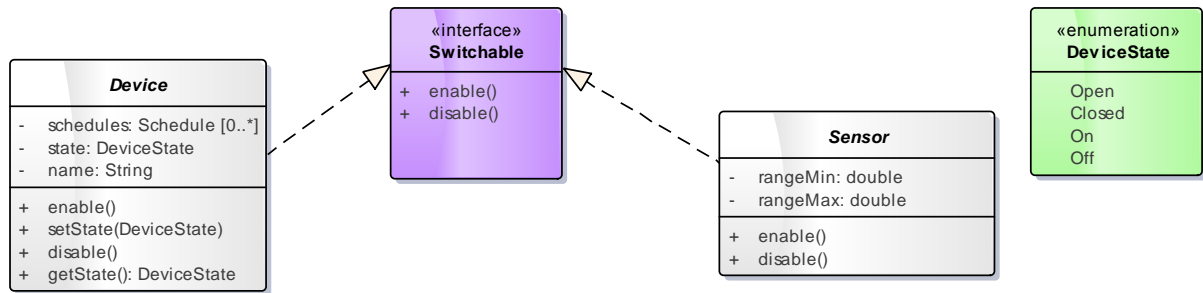 Device
- schedules: Schedule [0..*]
- state: DeviceState
- name: String
+ enable()
+ setState(DeviceState)
+ disable()
+ getState(): DeviceState
«interface»
Switchable
+ enable()
+ disable()
Sensor
- rangeMin: double
- rangeMax: double
+ enable()
+ disable()
«enumeration»
DeviceState
Open
Closed
On
Off